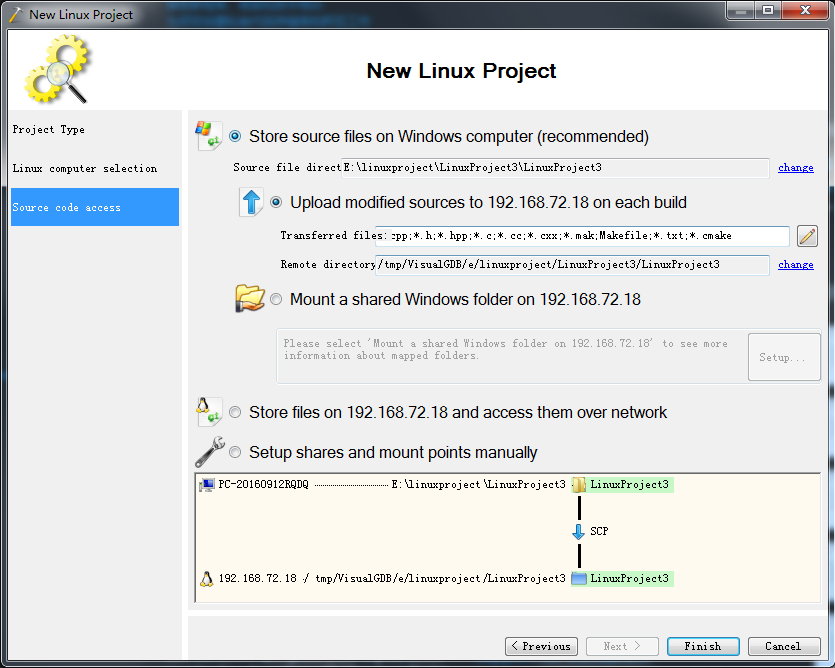 New Linux Project
New Linux Project
Project Type
Linux computer selection
Source code access
Store source files on Windows computer (recommended)
Source file direct E:\linuxproject\LinuxProject3\LinuxProject3 change
Upload modified sources to 192.168.72.18 on each build
Transferred files: cpp;*.h;*.hpp;*.c;*.cc;*.cxx;*.mak;Makefile;*.txt;*.cmake
Remote directory /tmp/VisualGDB/e/linuxproject/LinuxProject3/LinuxProject3 change
Mount a shared Windows folder on 192.168.72.18
Please select 'Mount a shared Windows folder on 192.168.72.18' to see more
information about mapped folders.
Setup...
Store files on 192.168.72.18 and access them over network
Setup shares and mount points manually
PC-20160912RQDQ E:\linuxproject\LinuxProject3 LinuxProject3
SCP
192.168.72.18 / tmp/VisualGDB/e/linuxproject/LinuxProject3 LinuxProject3
< Previous Next > Finish Cancel